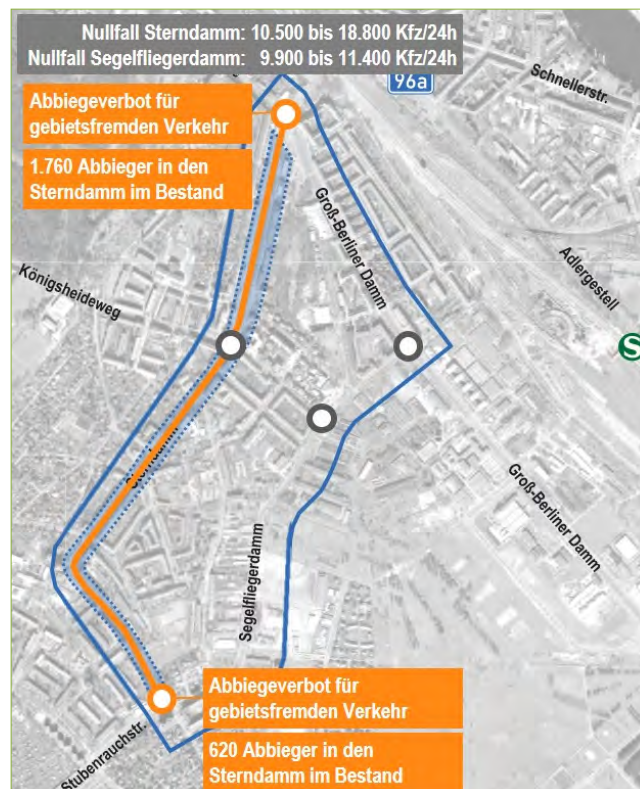 Nullfall Sterndamm: 10.500 bis 18.800 Kfz/24h
Nullfall Segelfliegerdamm: 9.900 bis 11.400 Kfz/24h
96a
Schnellerstr.
Abbiegeverbot für
gebietsfremden Verkehr
1.760 Abbieger in den
Sterndamm im Bestand
Groß-Berliner Damm
Adlergestell
Königsheideweg
S
Groß-Berliner Damm
Segelfliegerdamm
Abbiegeverbot für
gebietsfremden Verkehr
620 Abbieger in den
Sterndamm im Bestand
Stubenrauchstr.